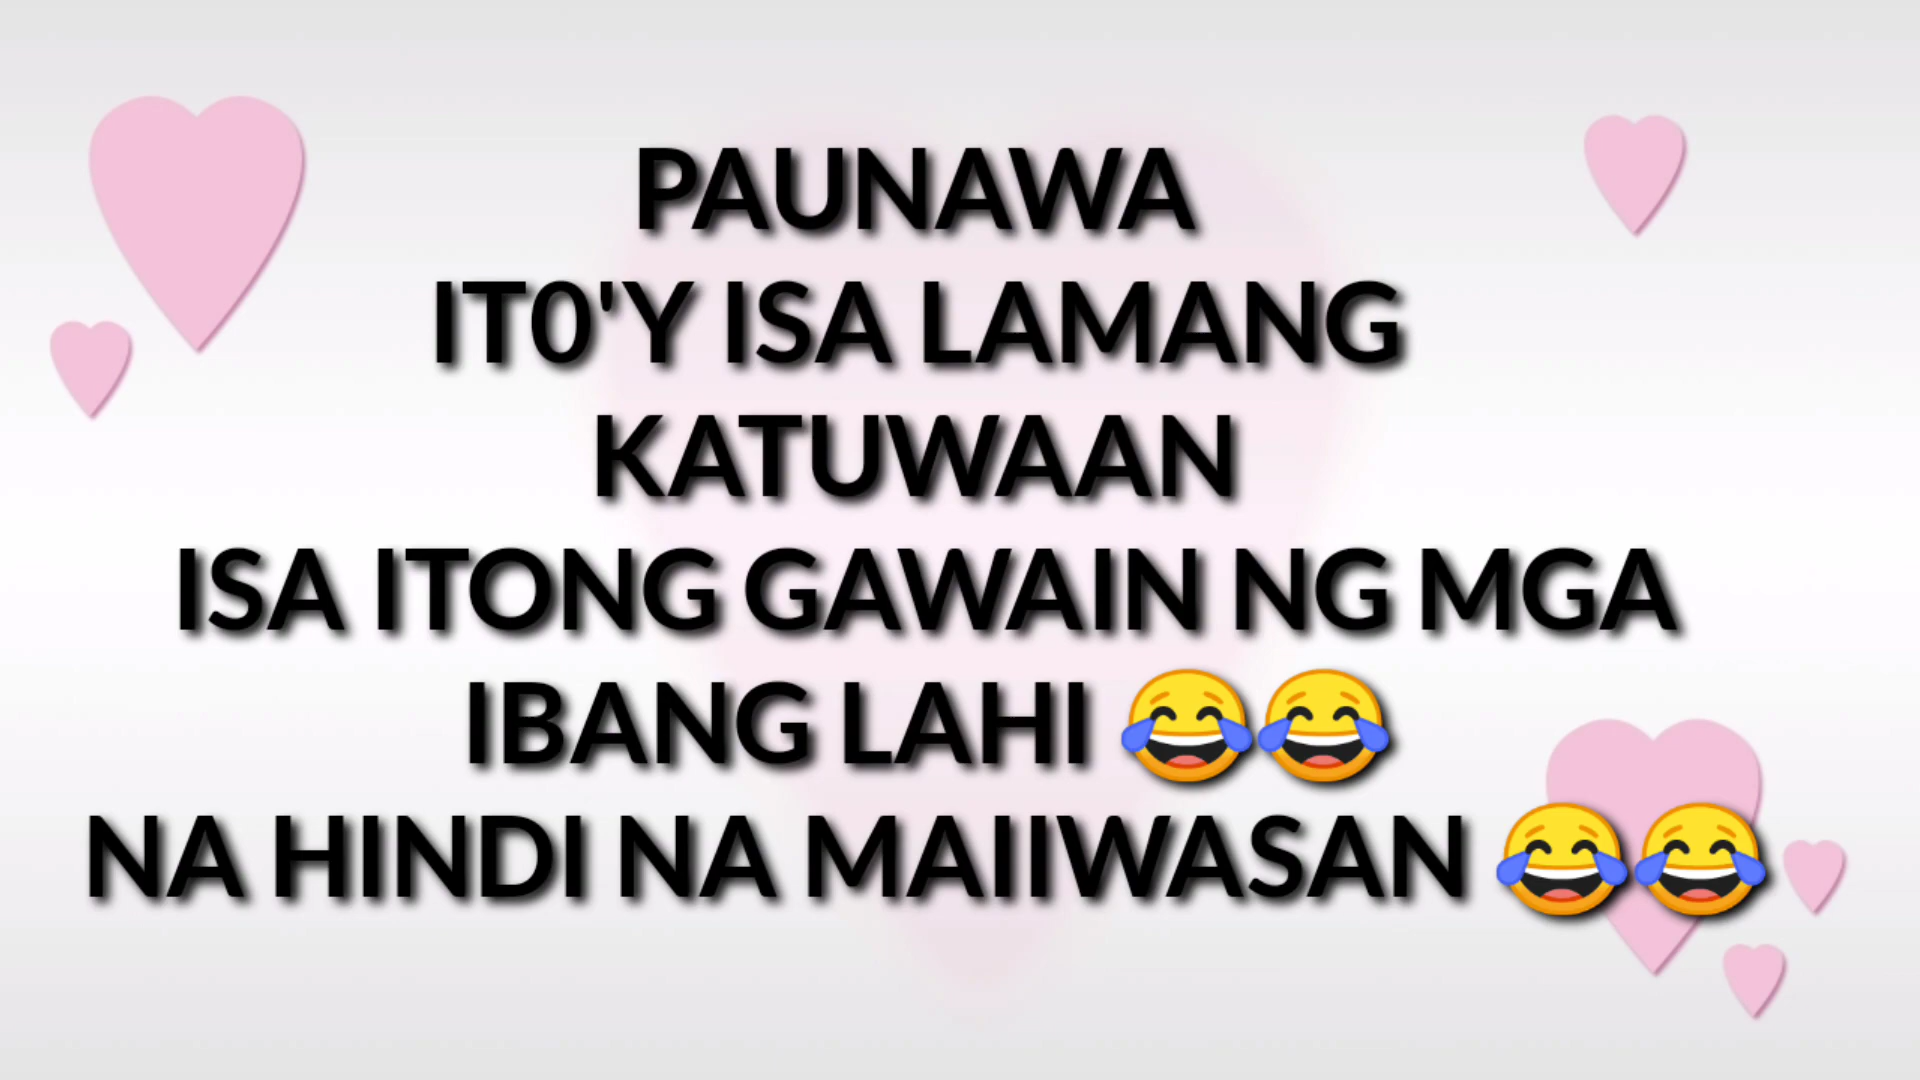 PAUNAWA
IT0'Y ISA LAMANG
KATUWAAN
ISA ITONG GAWAIN NG MGA
IBANG LAHI 😂😂
NA HINDI NA MAIIWASAN 😂😂